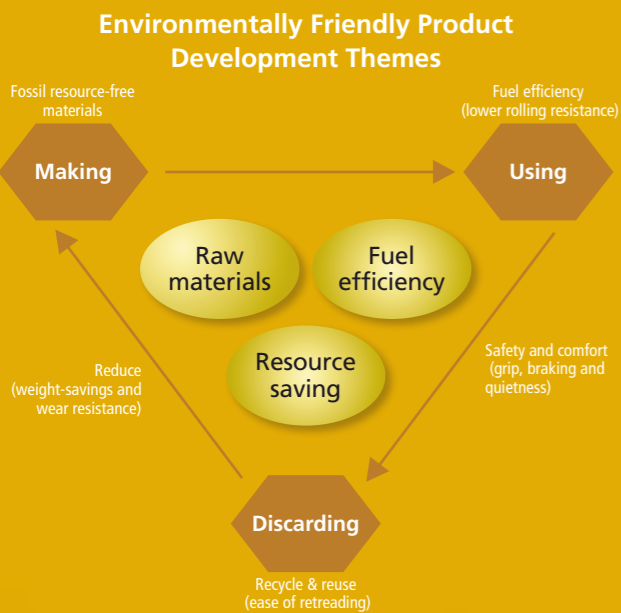 Environmentally Friendly Product
Development Themes
Fossil resource-free
materials
Fuel efficiency
(lower rolling resistance)
Making
Using
Raw
materials
Fuel
efficiency
Resource
saving
Reduce
(weight-savings and
wear resistance)
Safety and comfort
(grip, braking and
quietness)
Discarding
Recycle & reuse
(ease of retreading)